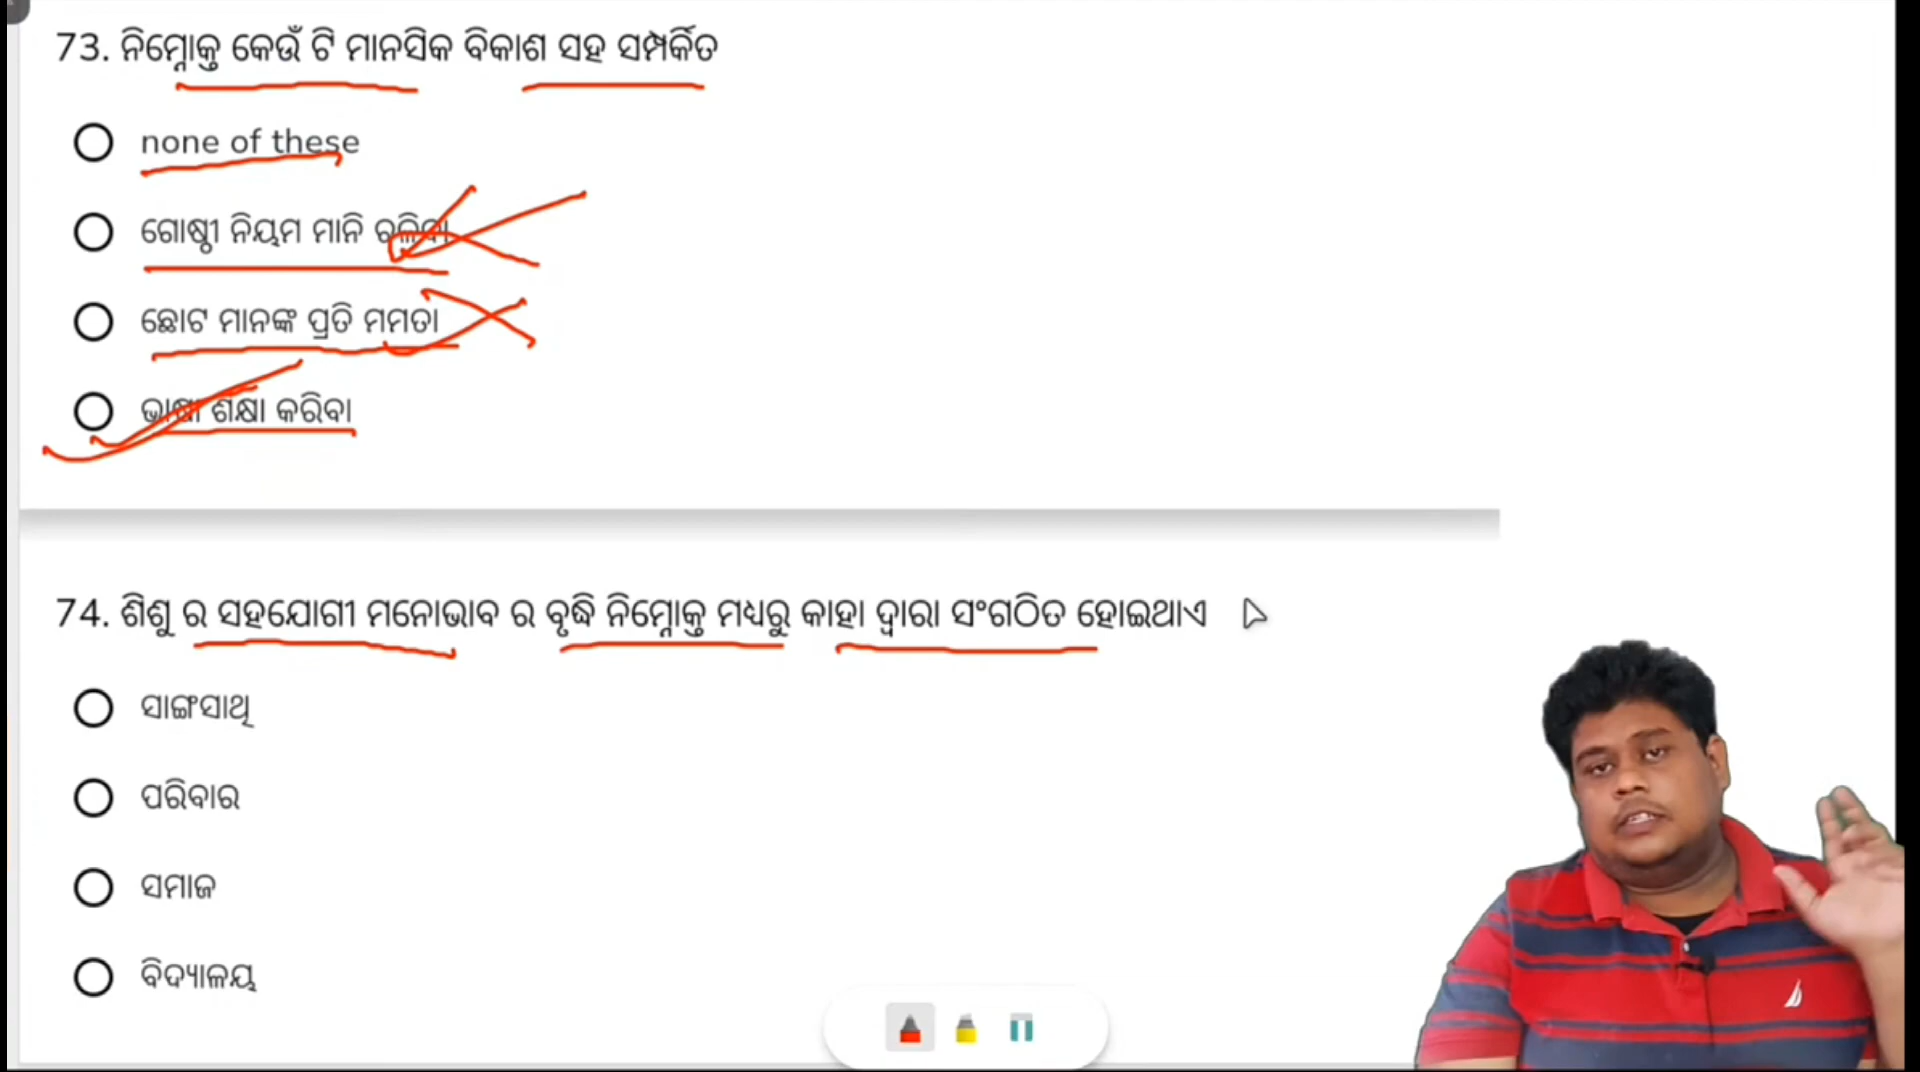 73. ନିମ୍ନୋକ୍ତ କେଉଁ ଟି ମାନସିକ ବିକାଶ ସହ ସମ୍ପର୍କିତ
none of these
ଗୋଷ୍ଠୀ ନିୟମ ମାନି ଚଳିବା
ଛୋଟ ମାନଙ୍କ ପ୍ରତି ମମତା
ଭାଷା ଶିକ୍ଷା କରିବା
74. ଶିଶୁ ର ସହଯୋଗୀ ମନୋଭାବ ର ବୃଦ୍ଧି ନିମ୍ନୋକ୍ତ ମଧ୍ୟରୁ କାହା ଦ୍ୱାରା ସଂଗଠିତ ହୋଇଥାଏ
ସାଙ୍ଗସାଥି
ପରିବାର
ସମାଜ
ବିଦ୍ୟାଳୟ